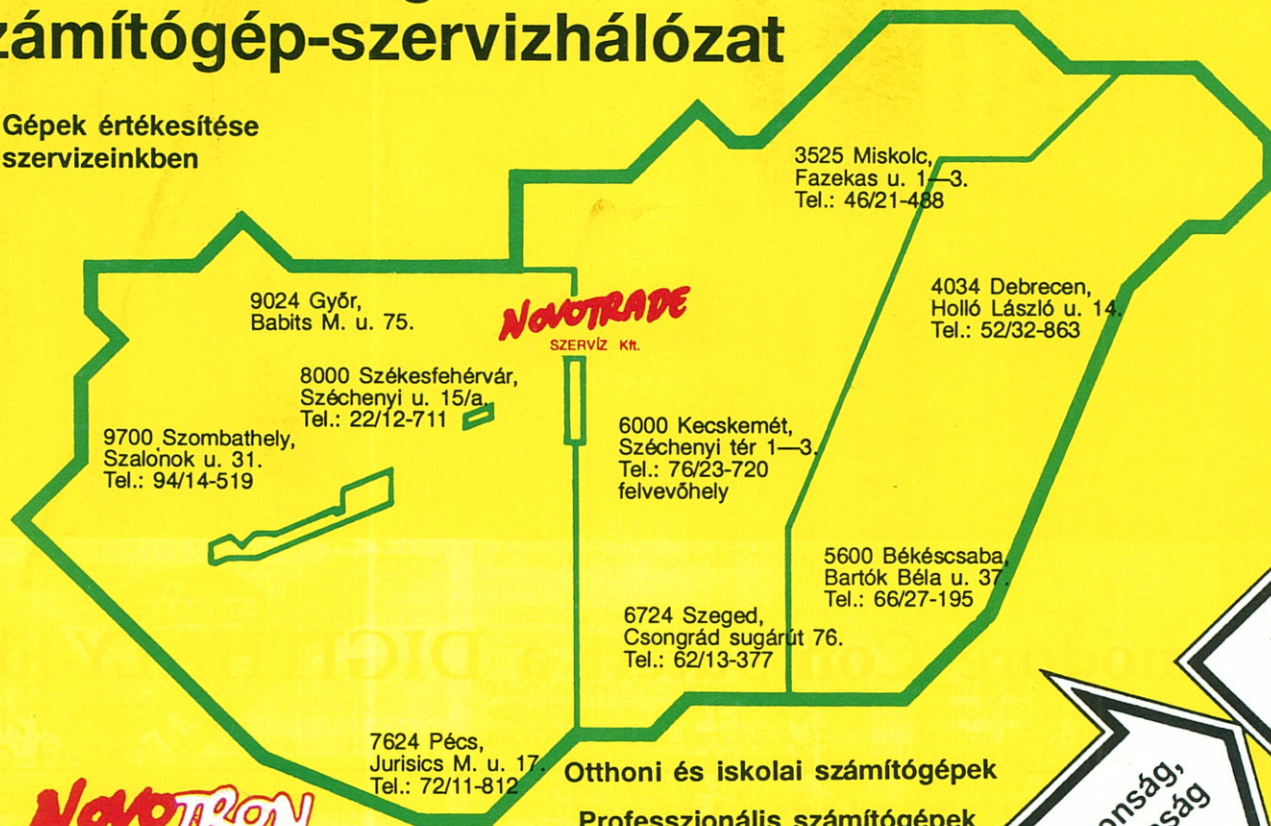 számítógép-szervizhálózat
Gépek értékesítése
szervizeinkben
3525 Miskolc,
Fazekas u. 1—3.
Tel.: 46/21-488
9024 Győr,
Babits M. u. 75.
NOVOTRADE
SZERVÍZ Kft.
4034 Debrecen,
Holló László u. 14.
Tel.: 52/32-863
8000 Székesfehérvár,
Széchenyi u. 15/a.
Tel.: 22/12-711
9700 Szombathely,
Szalonok u. 31.
Tel.: 94/14-519
6000 Kecskemét,
Széchenyi tér 1—3.
Tel.: 76/23-720
felvevőhely
5600 Békéscsaba,
Bartók Béla u. 37.
Tel.: 66/27-195
6724 Szeged,
Csongrád sugárút 76.
Tel.: 62/13-377
7624 Pécs,
Jurisics M. u. 17.
Tel.: 72/11-812
NOVOTRON
Otthoni és iskolai számítógépek
Professzionális számítógépek